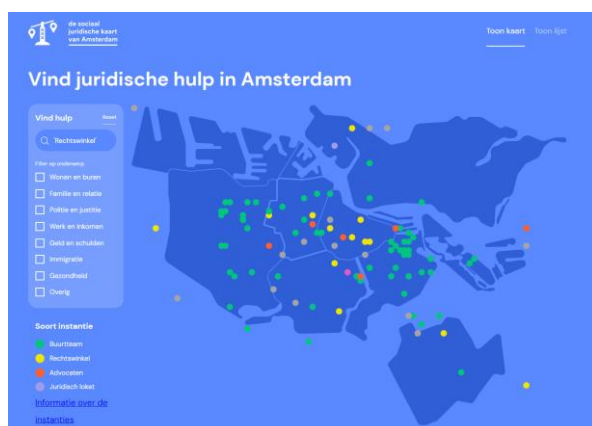 de sociaal
juridische kaart
van Amsterdam
Toon kaart Toon lijst
Vind juridische hulp in Amsterdam
Vind hulp Reset
'Rechtswinkel'
Filter op onderwerp
Wonen en buren
Familie en relatie
Politie en justitie
Werk en Inkomen
Geld en schulden
Immigratie
Gezondheid
Overig
Soort instantie
Buurtteam
Rechtswinkel
Advocaten
Juridisch loket
Informatie over de
instanties